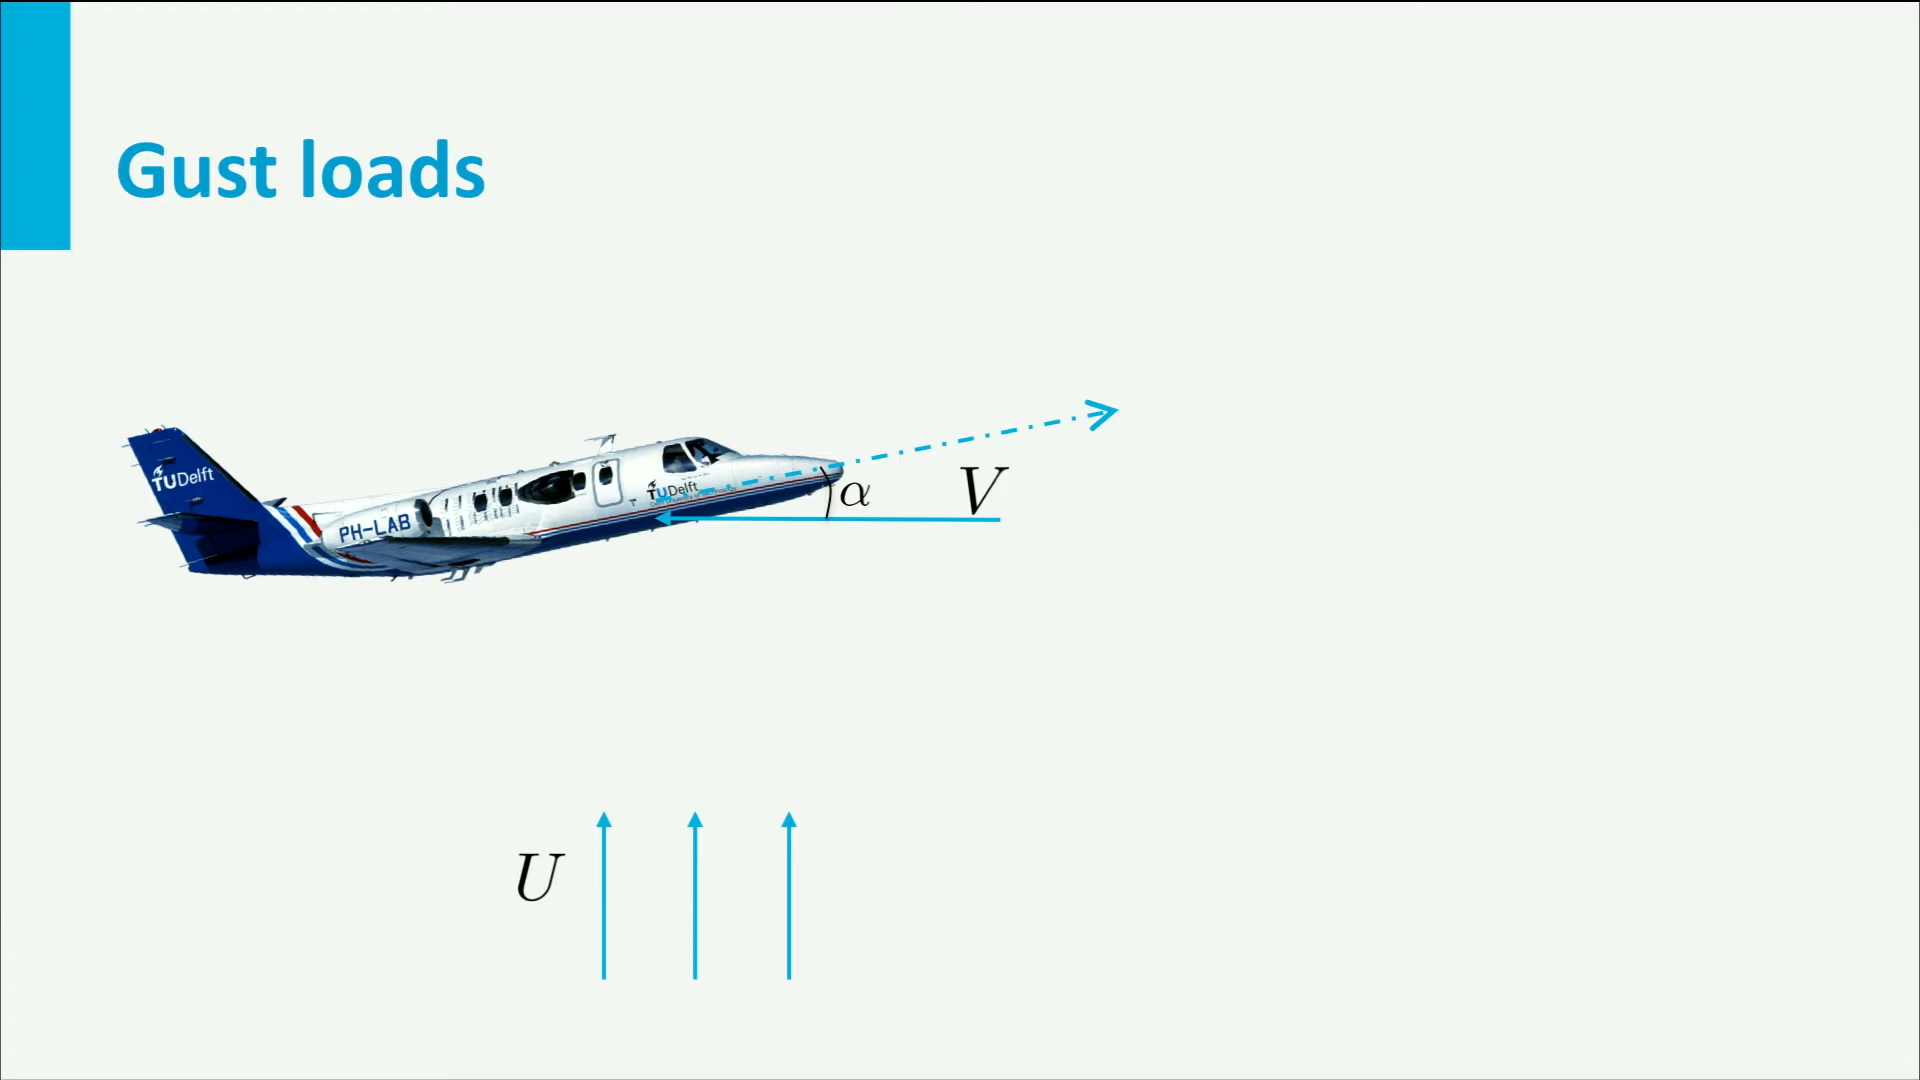 Gust loads
TUDelft
TUDelft
PH-LAB
α
V
U